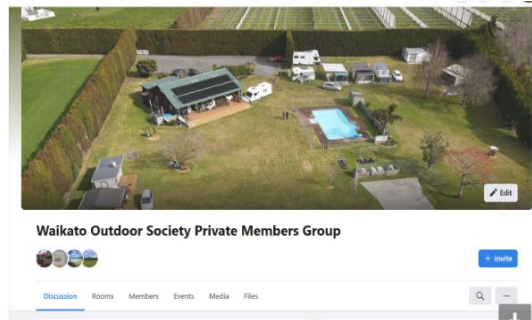 Edit
Waikato Outdoor Society Private Members Group
+ Invite
Discussion Rooms Members Events Media Files